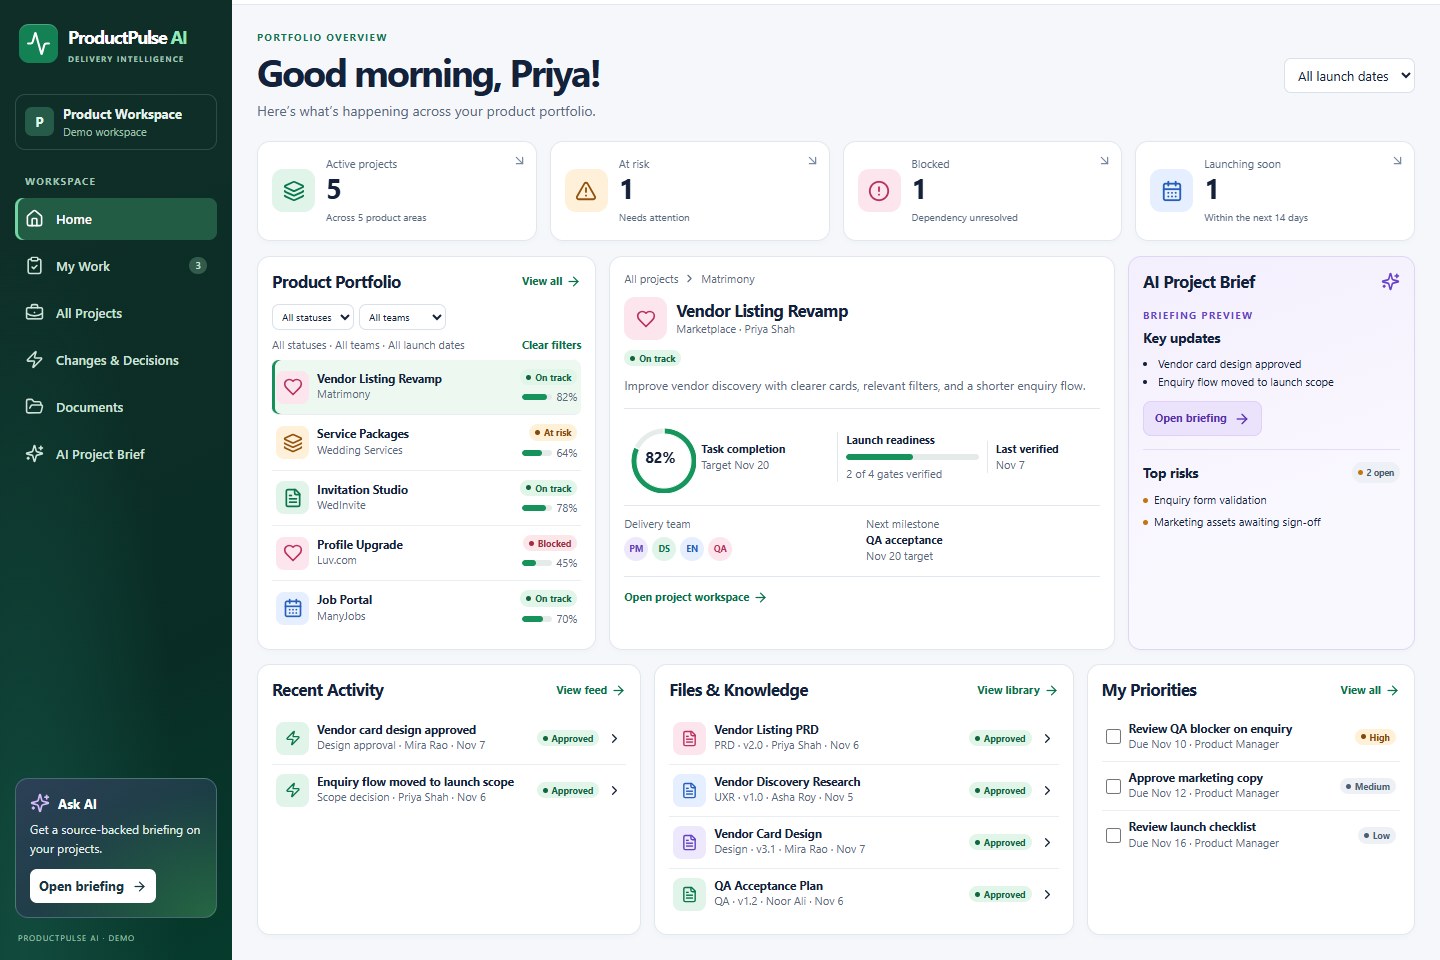 ProductPulse AI
DELIVERY INTELLIGENCE
P
Product Workspace
Demo workspace
WORKSPACE
Home
My Work
3
All Projects
Changes & Decisions
Documents
AI Project Brief
Ask AI
Get a source-backed briefing on
your projects.
Open briefing
PRODUCTPULSE AI · DEMO
PORTFOLIO OVERVIEW
Good morning, Priya!
Here's what's happening across your product portfolio.
All launch dates
Active projects
5
Across 5 product areas
At risk
1
Needs attention
Blocked
1
Dependency unresolved
Launching soon
1
Within the next 14 days
Product Portfolio
View all
All statuses
All teams
All statuses · All teams · All launch dates
Clear filters
Vendor Listing Revamp
Matrimony
On track
82%
Service Packages
Wedding Services
At risk
64%
Invitation Studio
WedInvite
On track
78%
Profile Upgrade
Luv.com
Blocked
45%
Job Portal
ManyJobs
On track
70%
All projects > Matrimony
Vendor Listing Revamp
Marketplace · Priya Shah
On track
Improve vendor discovery with clearer cards, relevant filters, and a shorter enquiry flow.
82%
Task completion
Target Nov 20
Launch readiness
2 of 4 gates verified
Last verified
Nov 7
Delivery team
PM DS EN QA
Next milestone
QA acceptance
Nov 20 target
Open project workspace
AI Project Brief
BRIEFING PREVIEW
Key updates
• Vendor card design approved
• Enquiry flow moved to launch scope
Open briefing
Top risks
2 open
Enquiry form validation
Marketing assets awaiting sign-off
Recent Activity
View feed
Vendor card design approved
Design approval · Mira Rao · Nov 7
Approved
Enquiry flow moved to launch scope
Scope decision · Priya Shah · Nov 6
Approved
Files & Knowledge
View library
Vendor Listing PRD
PRD · v2.0 · Priya Shah · Nov 6
Approved
Vendor Discovery Research
UXR · v1.0 · Asha Roy · Nov 5
Approved
Vendor Card Design
Design · v3.1 · Mira Rao · Nov 7
Approved
QA Acceptance Plan
QA · v1.2 · Noor Ali · Nov 6
Approved
My Priorities
View all
Review QA blocker on enquiry
Due Nov 10 · Product Manager
High
Approve marketing copy
Due Nov 12 · Product Manager
Medium
Review launch checklist
Due Nov 16 · Product Manager
Low